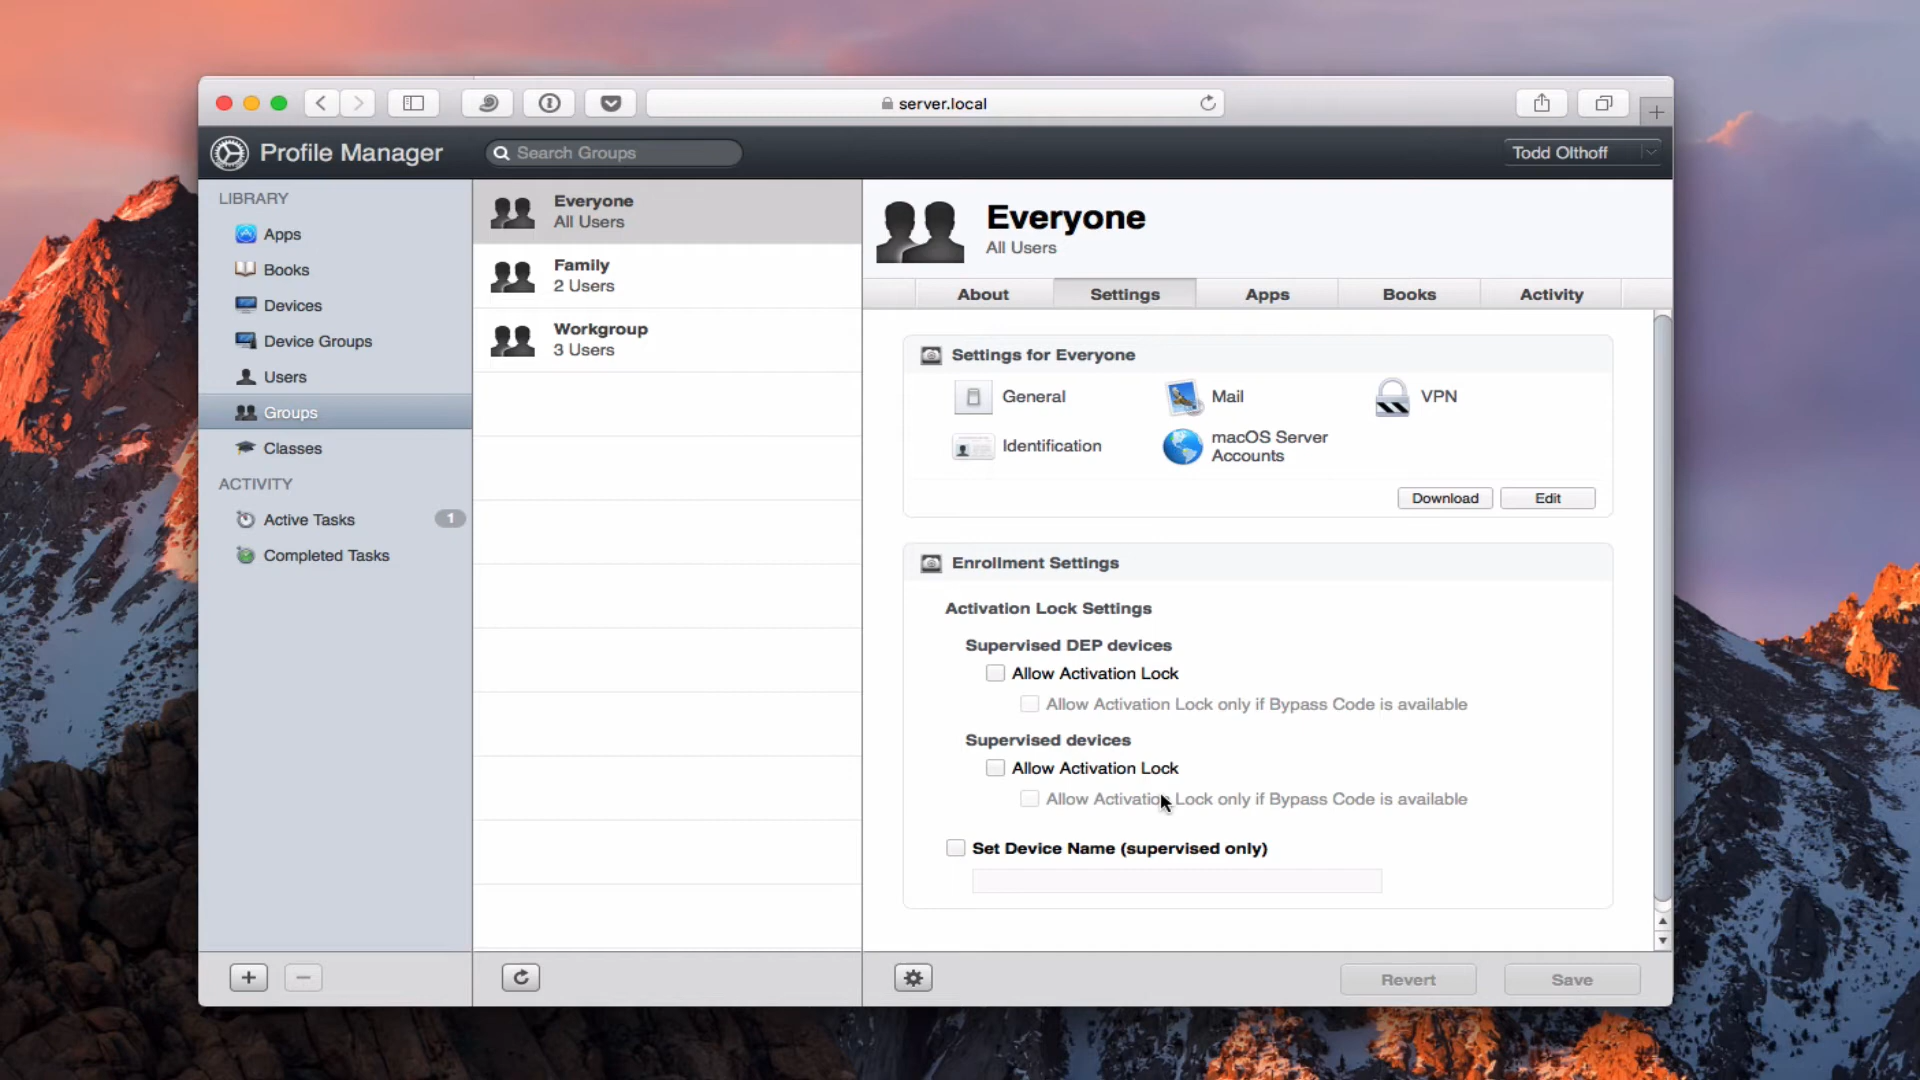 server.local
Profile Manager
Search Groups
Todd Olthoff
LIBRARY
Apps
Books
Devices
Device Groups
Users
Groups
Classes
ACTIVITY
Active Tasks
1
Completed Tasks
Everyone
All Users
Family
2 Users
Workgroup
3 Users
Everyone
All Users
About
Settings
Apps
Books
Activity
Settings for Everyone
General
Mail
VPN
Identification
macOS Server
Accounts
Download
Edit
Enrollment Settings
Activation Lock Settings
Supervised DEP devices
Allow Activation Lock
Allow Activation Lock only if Bypass Code is available
Supervised devices
Allow Activation Lock
Allow Activation Lock only if Bypass Code is available
Set Device Name (supervised only)
Revert
Save